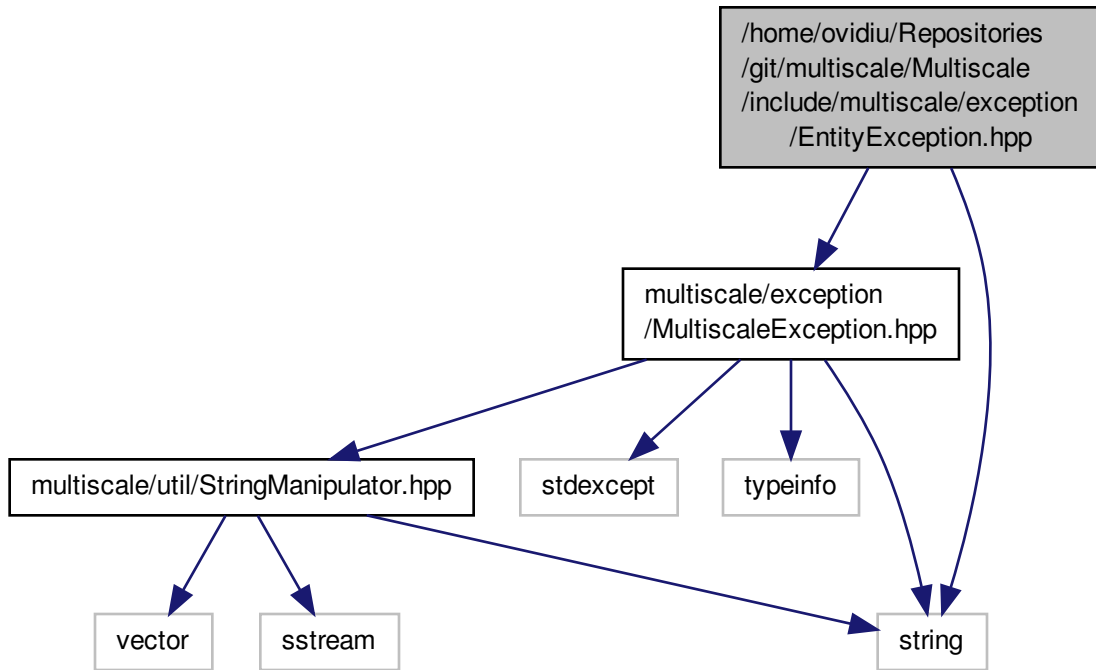 /home/ovidiu/Repositories
/git/multiscale/Multiscale
/include/multiscale/exception
/EntityException.hpp
multiscale/exception
/MultiscaleException.hpp
multiscale/util/StringManipulator.hpp
stdexcept
typeinfo
vector
sstream
string